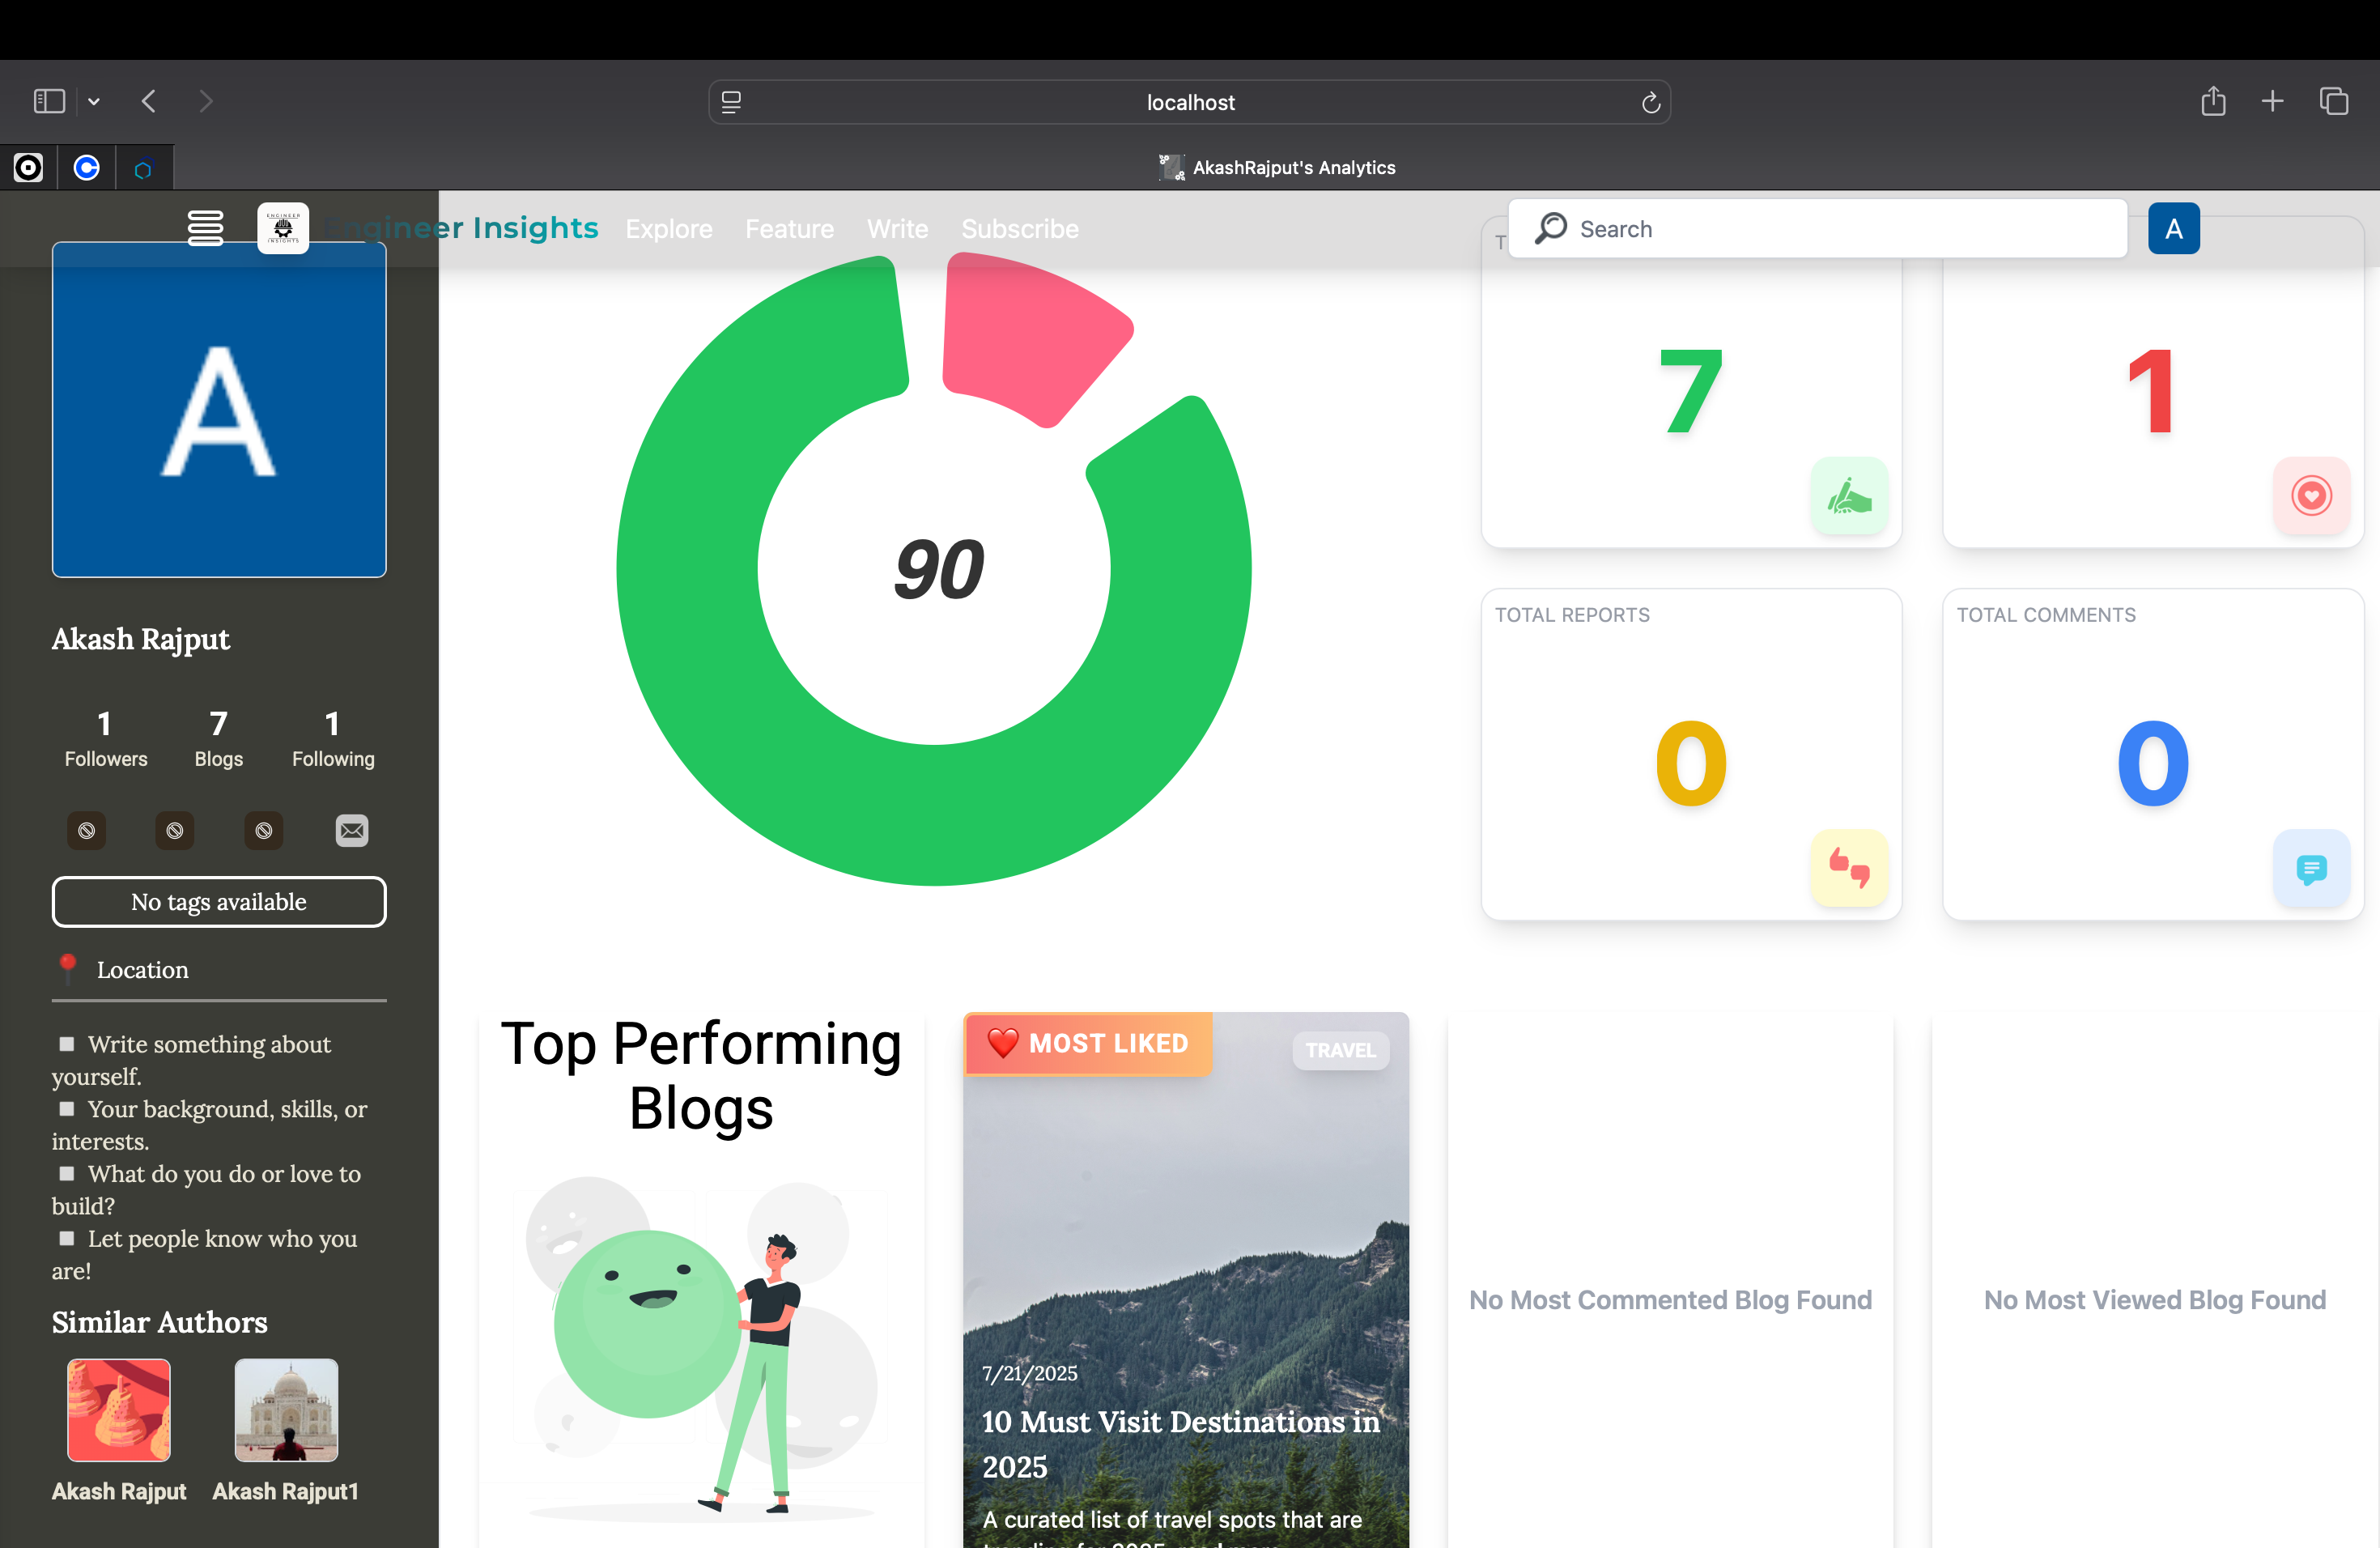 localhost
AkashRajput's Analytics
ENGINEER
INSIGHTS
Engineer Insights
Explore
Feature
Write
Subscribe
Search
A
A
Akash Rajput
1
7
1
Followers
Blogs
Following
No tags available
Location
Write something about
yourself.
Your background, skills, or
interests.
What do you do or love to
build?
Let people know who you
are!
Similar Authors
Akash Rajput
Akash Rajput1
90
T
7
1
TOTAL REPORTS
0
TOTAL COMMENTS
0
Top Performing
Blogs
❤️ MOST LIKED
TRAVEL
7/21/2025
10 Must Visit Destinations in
2025
A curated list of travel spots that are
No Most Commented Blog Found
No Most Viewed Blog Found